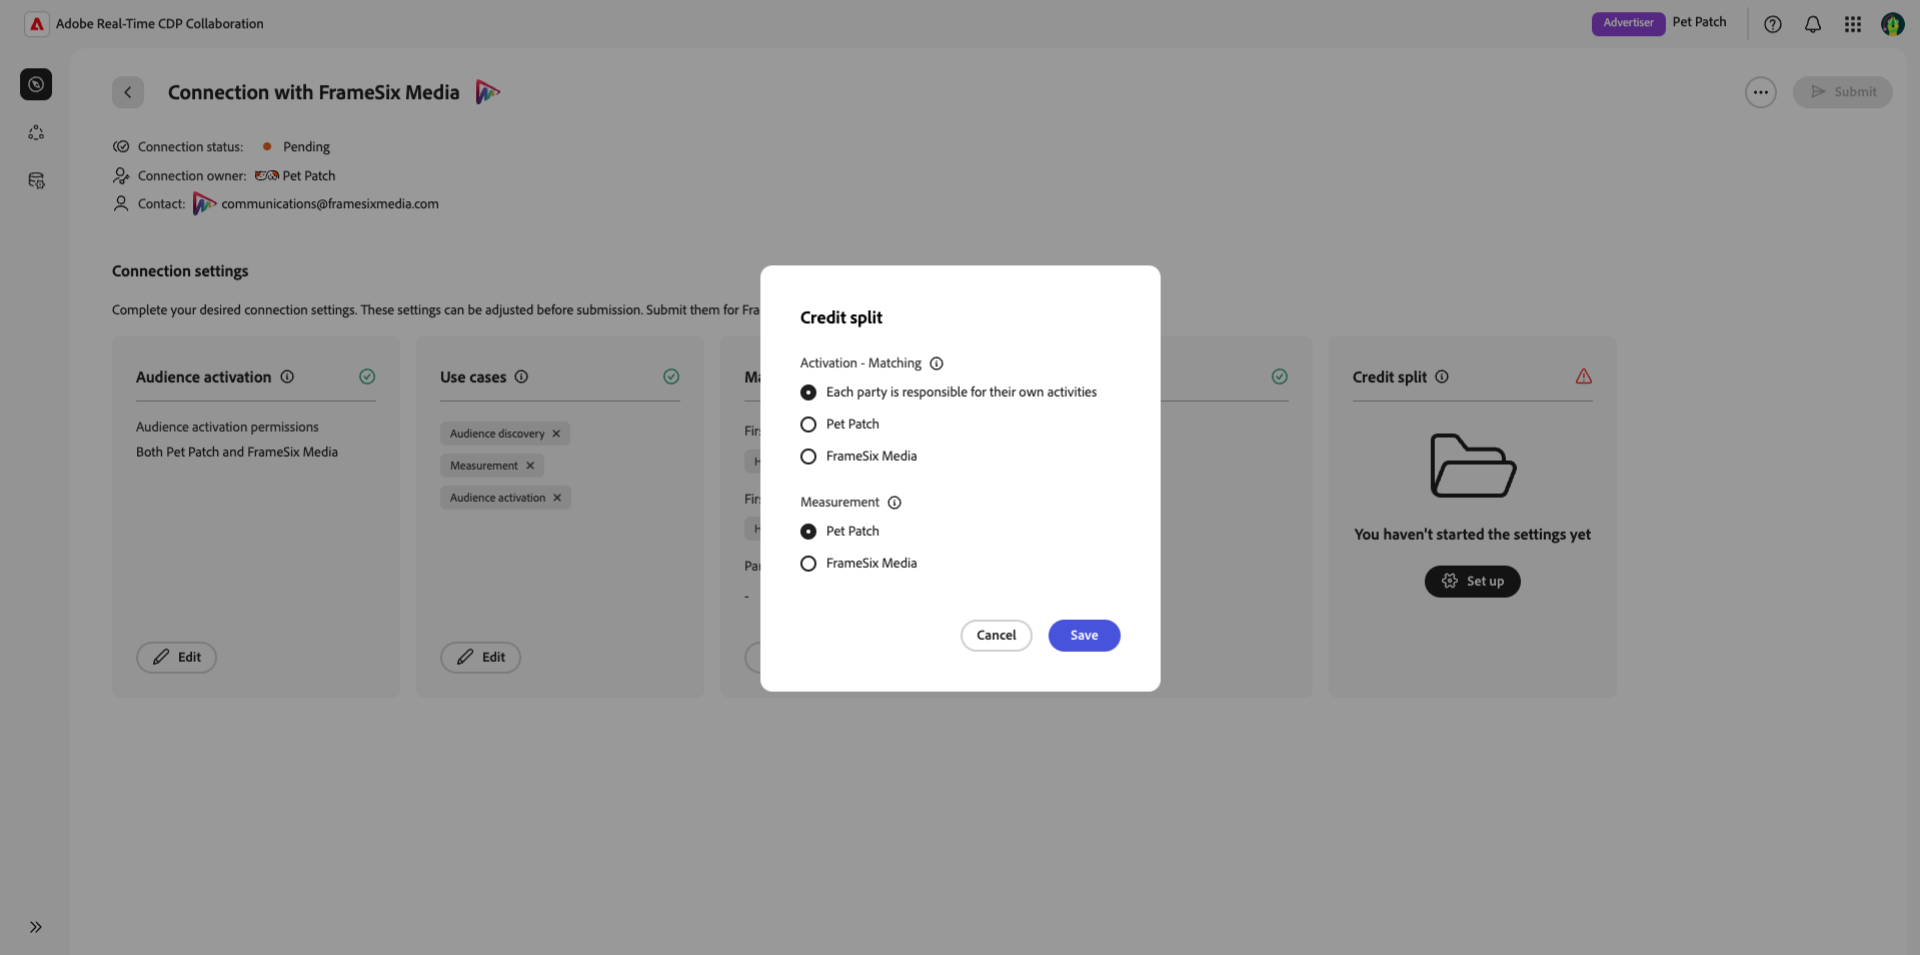 Adobe Real-Time CDP Collaboration
Advertiser
Pet Patch
Connection with FrameSix Media
Submit
Connection status: Pending
Connection owner: Pet Patch
Contact: communications@framesixmedia.com
Connection settings
Complete your desired connection settings. These settings can be adjusted before submission. Submit them for Fra
Audience activation
Audience activation permissions
Both Pet Patch and FrameSix Media
Edit
Use cases
Audience discovery
Measurement
Audience activation
Edit
Credit split
Activation - Matching
Each party is responsible for their own activities
Pet Patch
FrameSix Media
Measurement
Pet Patch
FrameSix Media
Cancel
Save
Credit split
You haven't started the settings yet
Set up